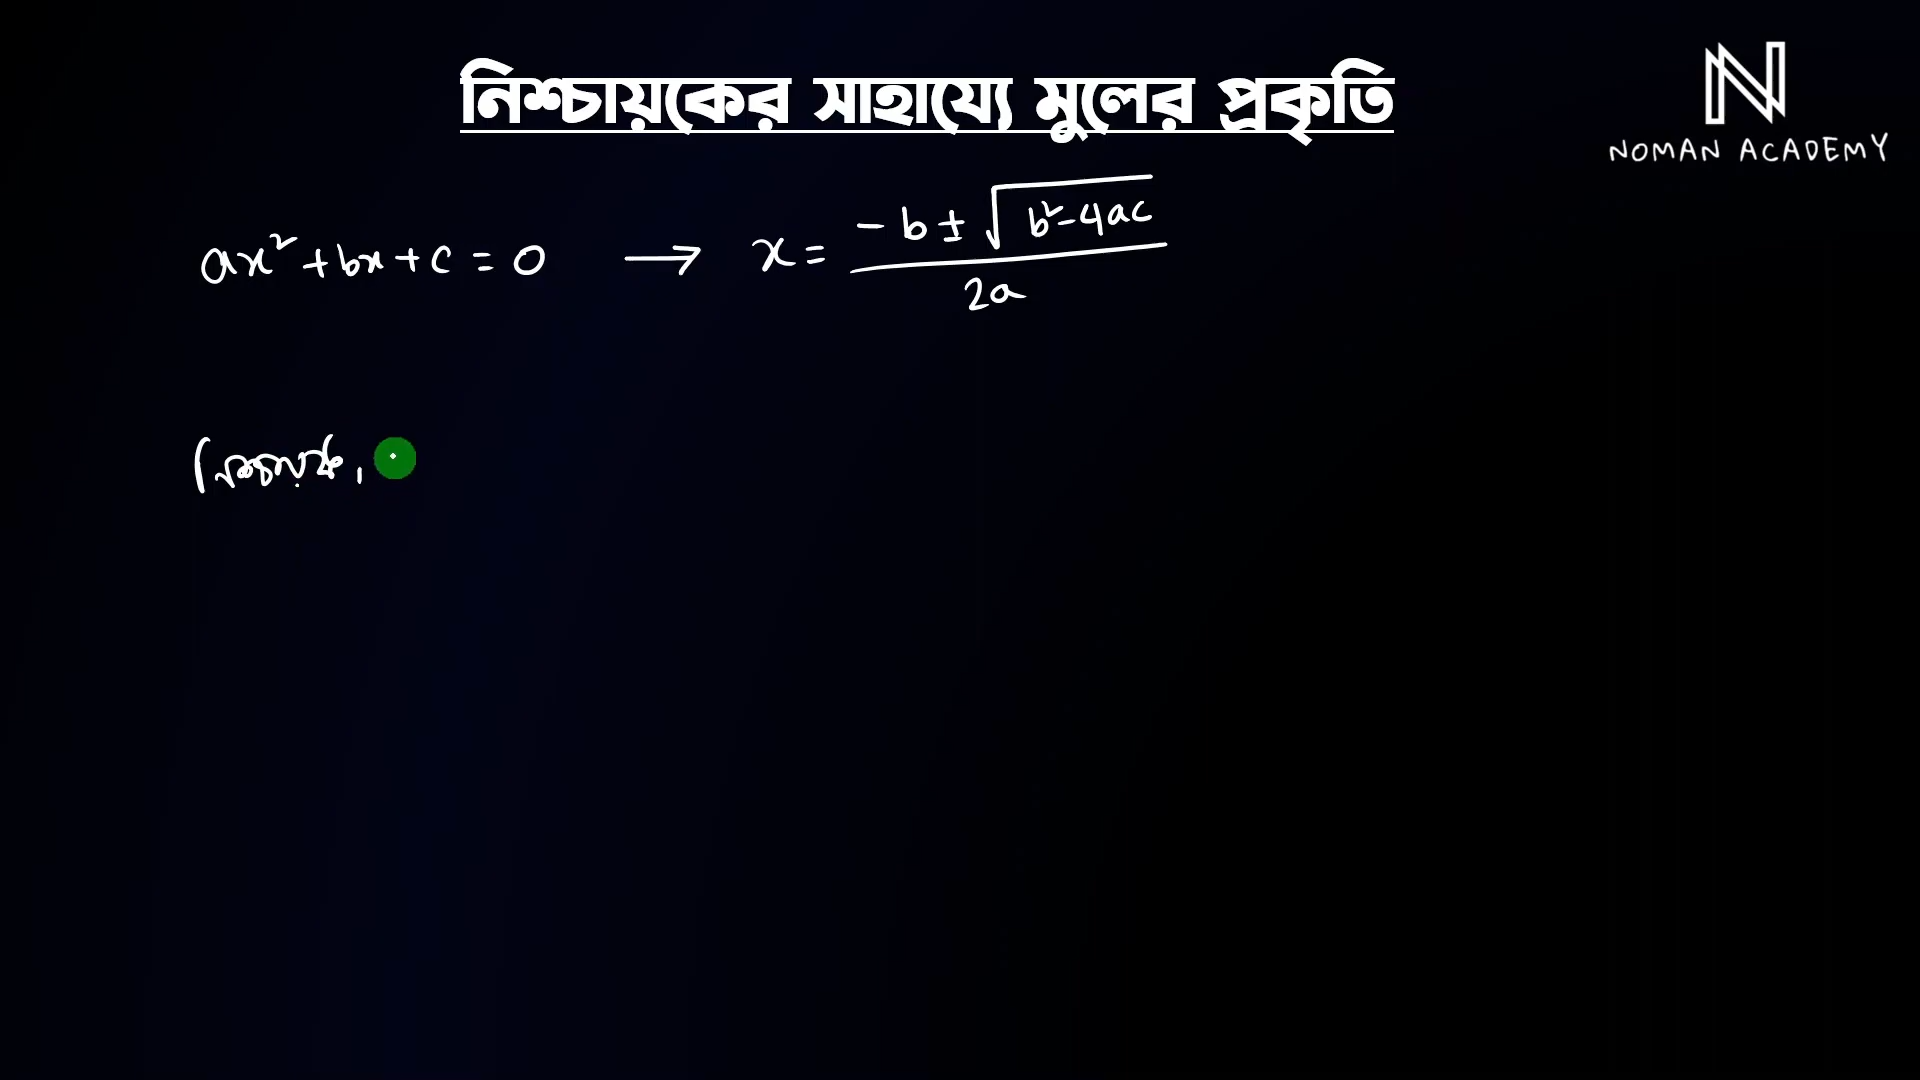 নিশ্চায়কের সাহায্যে মুলের প্রকৃতি
NOMAN ACADEMY
ax² + bx + c = 0 → x = (-b ± √(b² - 4ac)) / 2a
নিশ্চায়ক,